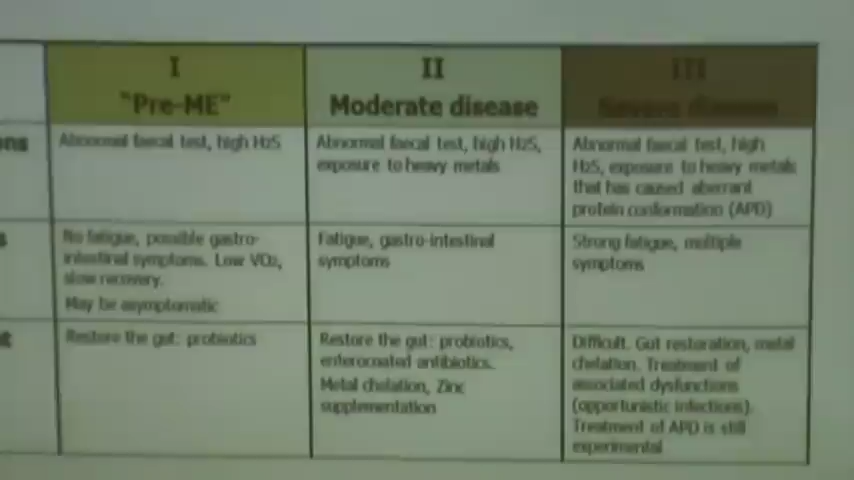 I
"Pre-ME"
II
Moderate disease
III
Severe disease
ons
Abnormal faecal test, high H2S
Abnormal faecal test, high H2S,
exposure to heavy metals
Abnormal faecal test, high
H2S, exposure to heavy metals
that has caused aberrant
protein conformation (APD)
s
No fatigue, possible gastro-
intestinal symptoms. Low VO2,
slow recovery.
May be asymptomatic
Fatigue, gastro-intestinal
symptoms
Strong fatigue, multiple
symptoms
t
Restore the gut: probiotics
Restore the gut: probiotics,
enterocoated antibiotics.
Metal chelation, Zinc
supplementation
Difficult. Gut restoration, metal
chelation. Treatment of
associated dysfunctions
(opportunistic infections).
Treatment of APD is still
experimental